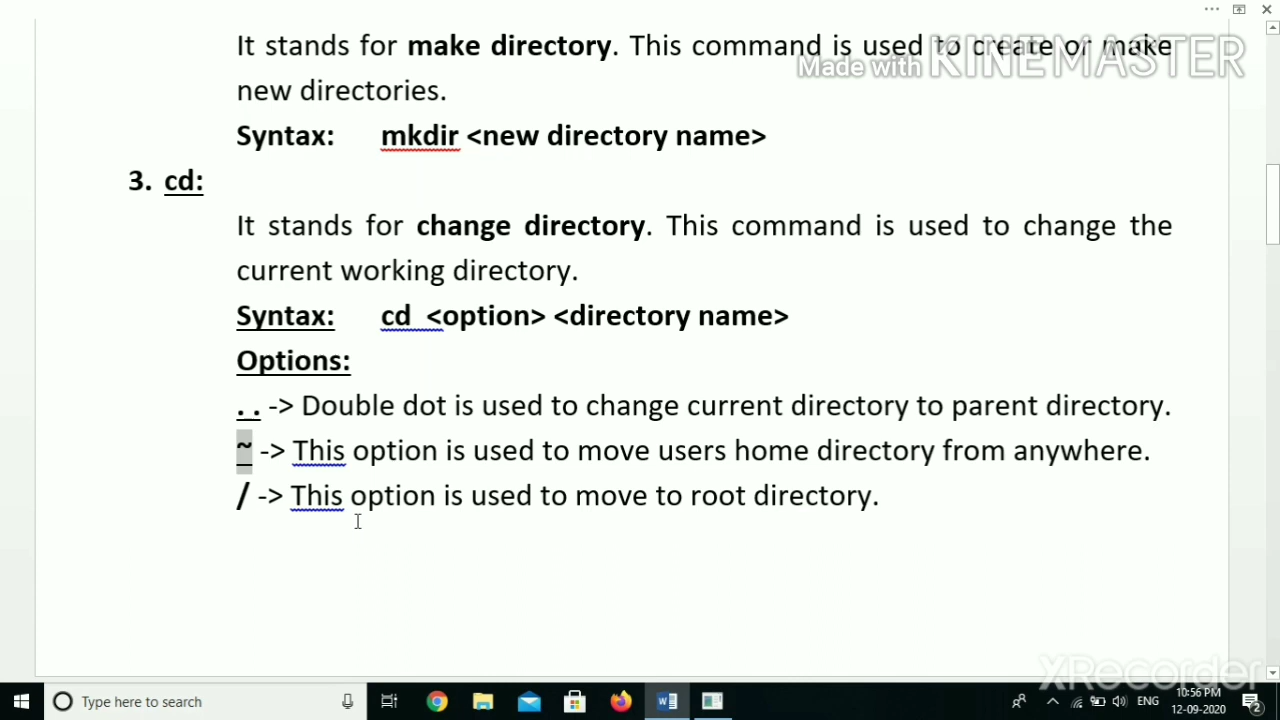 It stands for make directory. This command is used to create or make
Made with KINEMASTER
new directories.
Syntax: mkdir <new directory name>
3. cd:
It stands for change directory. This command is used to change the
current working directory.
Syntax: cd <option> <directory name>
Options:
. . -> Double dot is used to change current directory to parent directory.
~ -> This option is used to move users home directory from anywhere.
/ -> This option is used to move to root directory.
XRecorder
Type here to search
ENG
10:56 PM
12-09-2020
2